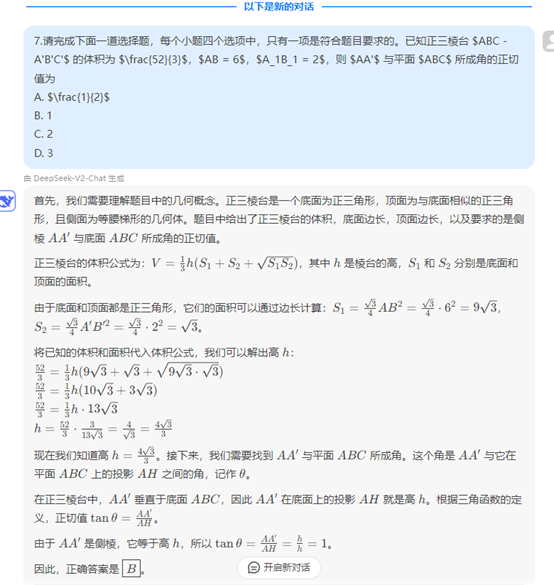 以下是新的对话
7.请完成下面一道选择题，每个小题四个选项中，只有一项是符合题目要求的。已知正三棱台 $ABC -
A'B'C'$ 的体积为 $\frac{52}{3}$，$AB = 6$，$A_1B_1 = 2$，则 $AA'$ 与平面 $ABC$ 所成角的正切
值为
A. $\frac{1}{2}$
B. 1
C. 2
D. 3
由 DeepSeek-V2-Chat 生成
首先，我们需要理解题目中的几何概念。正三棱台是一个底面为正三角形，顶面为与底面相似的正三角
形，且侧面为等腰梯形的几何体。题目中给出了正三棱台的体积，底面边长，顶面边长，以及要求的是侧
棱 AA′ 与底面 ABC 所成角的正切值。
正三棱台的体积公式为：V = \frac{1}{3}h(S_1 + S_2 + \sqrt{S_1S_2})，其中 h 是棱台的高，S_1 和 S_2 分别是底面和
顶面的面积。
由于底面和顶面都是正三角形，它们的面积可以通过边长计算：S_1 = \frac{\sqrt{3}}{4}AB^2 = \frac{\sqrt{3}}{4} · 6^2 = 9\sqrt{3}，
S_2 = \frac{\sqrt{3}}{4}A′B′^2 = \frac{\sqrt{3}}{4} · 2^2 = \sqrt{3}。
将已知的体积和面积代入体积公式，我们可以解出高 h：
\frac{52}{3} = \frac{1}{3}h(9\sqrt{3} + \sqrt{3} + \sqrt{9\sqrt{3} · \sqrt{3}})
\frac{52}{3} = \frac{1}{3}h(10\sqrt{3} + 3\sqrt{3})
\frac{52}{3} = \frac{1}{3}h · 13\sqrt{3}
h = \frac{52}{3} · \frac{3}{13\sqrt{3}} = \frac{4}{\sqrt{3}} = \frac{4\sqrt{3}}{3}
现在我们知道高 h = \frac{4\sqrt{3}}{3}。接下来，我们需要找到 AA′ 与平面 ABC 所成角。这个角是 AA′ 与它在
平面 ABC 上的投影 AH 之间的角，记作 θ。
在正三棱台中，AA′ 垂直于底面 ABC，因此 AA′ 在底面上的投影 AH 就是高 h。根据三角函数的定
义，正切值 tan θ = \frac{AA′}{AH}。
由于 AA′ 是侧棱，它等于高 h，所以 tan θ = \frac{AA′}{AH} = \frac{h}{h} = 1。
因此，正确答案是 \boxed{B}。
开启新对话